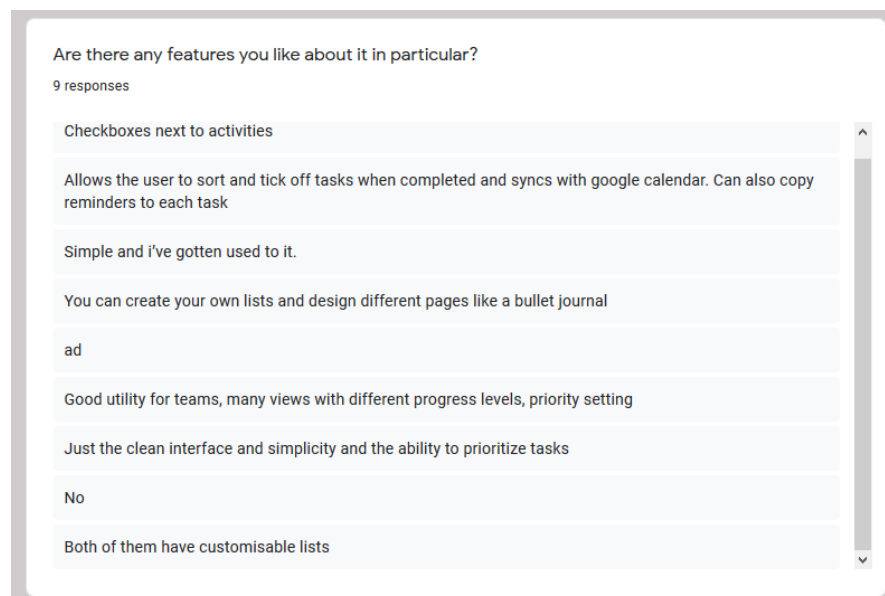 Are there any features you like about it in particular?
9 responses
Checkboxes next to activities
Allows the user to sort and tick off tasks when completed and syncs with google calendar. Can also copy
reminders to each task
Simple and i've gotten used to it.
You can create your own lists and design different pages like a bullet journal
ad
Good utility for teams, many views with different progress levels, priority setting
Just the clean interface and simplicity and the ability to prioritize tasks
No
Both of them have customisable lists